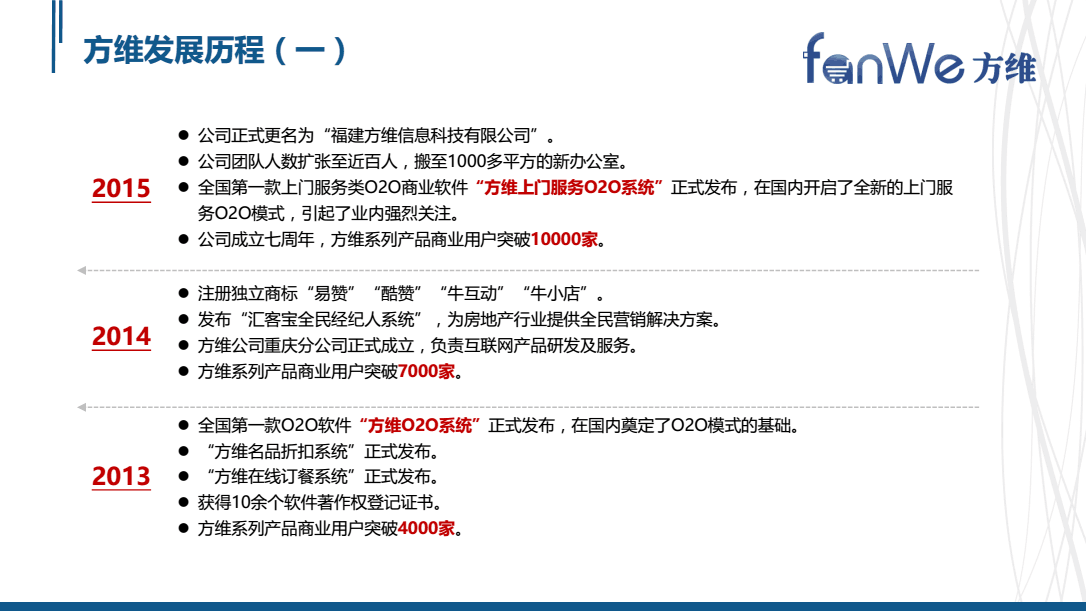 方维发展历程（一）
fanWe 方维
2015
● 公司正式更名为“福建方维信息科技有限公司”。
● 公司团队人数扩张至近百人，搬至1000多平方的新办公室。
● 全国第一款上门服务类O2O商业软件“方维上门服务O2O系统”正式发布，在国内开启了全新的上门服
务O2O模式，引起了业内强烈关注。
● 公司成立七周年，方维系列产品商业用户突破10000家。
2014
● 注册独立商标“易赞”“酷赞”“牛互动”“牛小店”。
● 发布“汇客宝全民经纪人系统”，为房地产行业提供全民营销解决方案。
● 方维公司重庆分公司正式成立，负责互联网产品研发及服务。
● 方维系列产品商业用户突破7000家。
2013
● 全国第一款O2O软件“方维O2O系统”正式发布，在国内奠定了O2O模式的基础。
● “方维名品折扣系统”正式发布。
● “方维在线订餐系统”正式发布。
● 获得10余个软件著作权登记证书。
● 方维系列产品商业用户突破4000家。